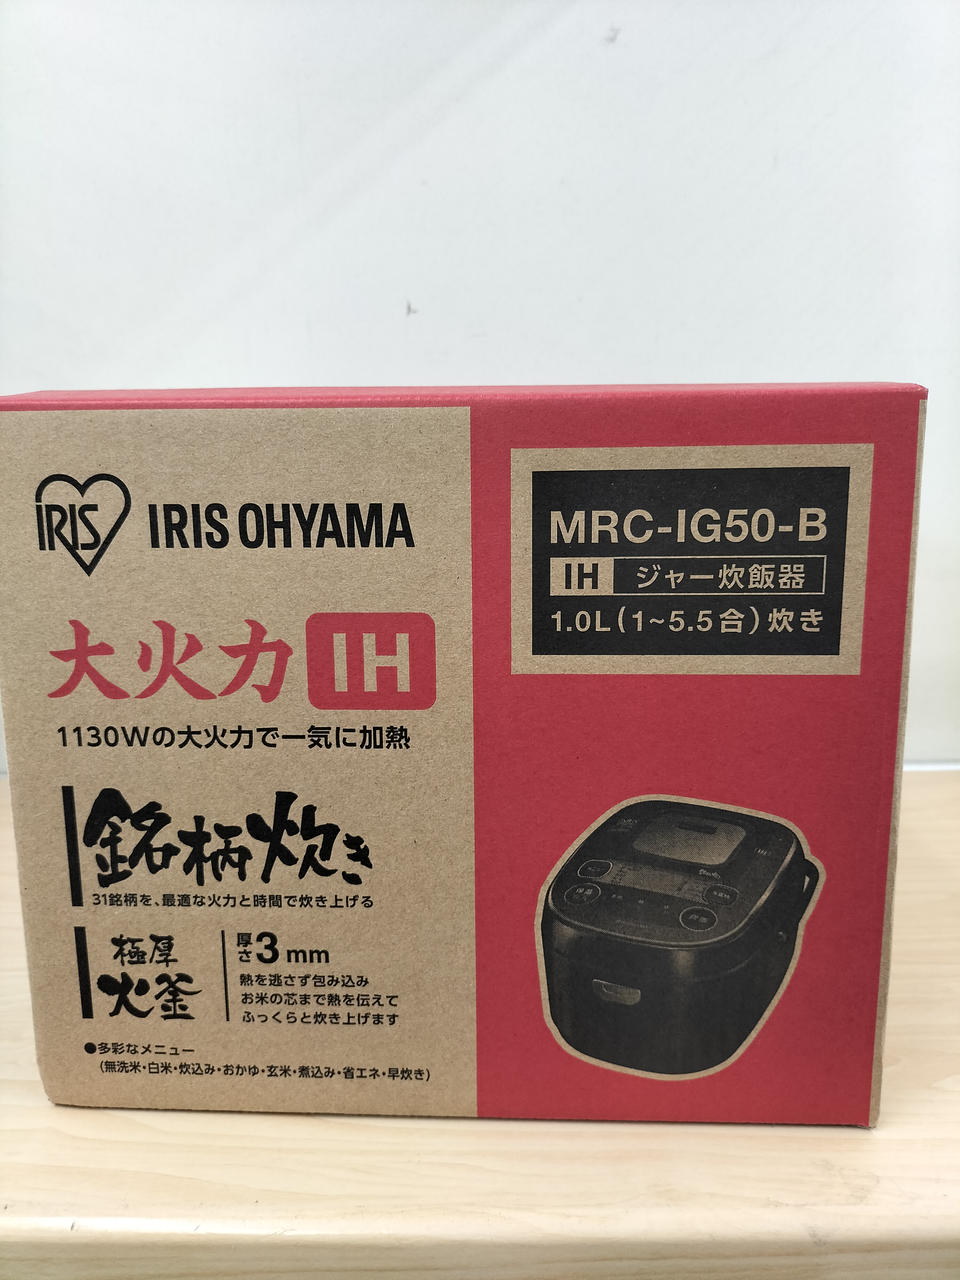 IRIS
IRIS OHYAMA
大火力 IH
1130Wの大火力で一気に加熱
銘柄炊き
31銘柄を、最適な火力と時間で炊き上げる
極厚
火釜
厚さ3mm
熱を逃さず包み込み
お米の芯まで熱を伝えて
ふっくらと炊き上げます
●多彩なメニュー
(無洗米・白米・炊込み・おかゆ・玄米・煮込み・省エネ・早炊き)
MRC-IG50-B
IH ジャー炊飯器
1.0L(1~5.5合)炊き